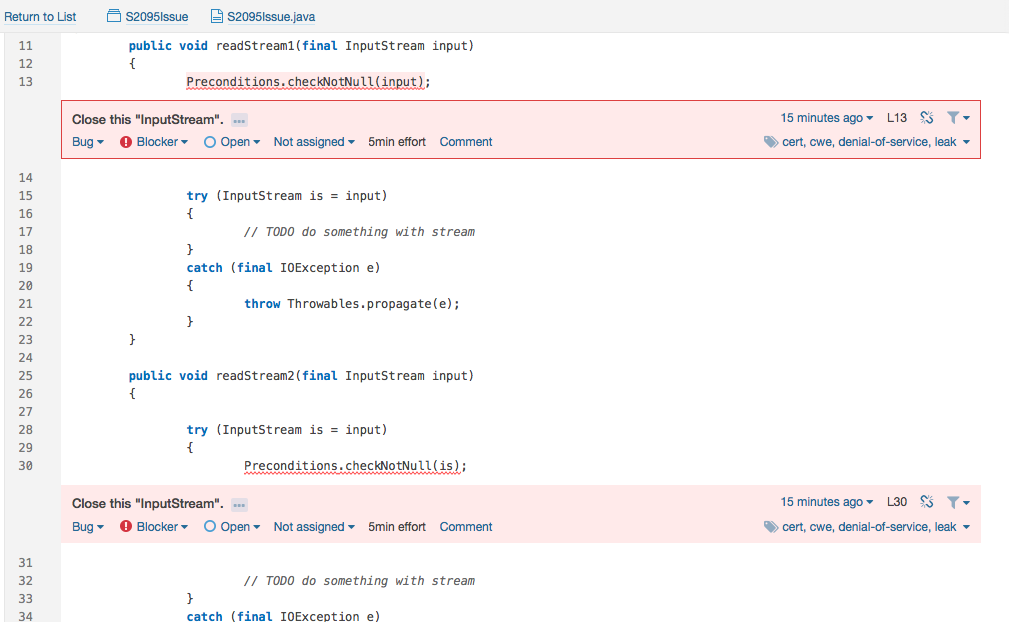 Return to List S2095Issue S2095Issue.java
11 public void readStream1(final InputStream input)
12 {
13 Preconditions.checkNotNull(input);
Close this "InputStream". ... 15 minutes ago L13
Bug Blocker Open Not assigned 5min effort Comment cert, cwe, denial-of-service, leak
14
15 try (InputStream is = input)
16 {
17 // TODO do something with stream
18 }
19 catch (final IOException e)
20 {
21 throw Throwables.propagate(e);
22 }
23 }
24
25 public void readStream2(final InputStream input)
26 {
27
28 try (InputStream is = input)
29 {
30 Preconditions.checkNotNull(is);
Close this "InputStream". ... 15 minutes ago L30
Bug Blocker Open Not assigned 5min effort Comment cert, cwe, denial-of-service, leak
31
32 // TODO do something with stream
33 }
34 catch (final IOException e)